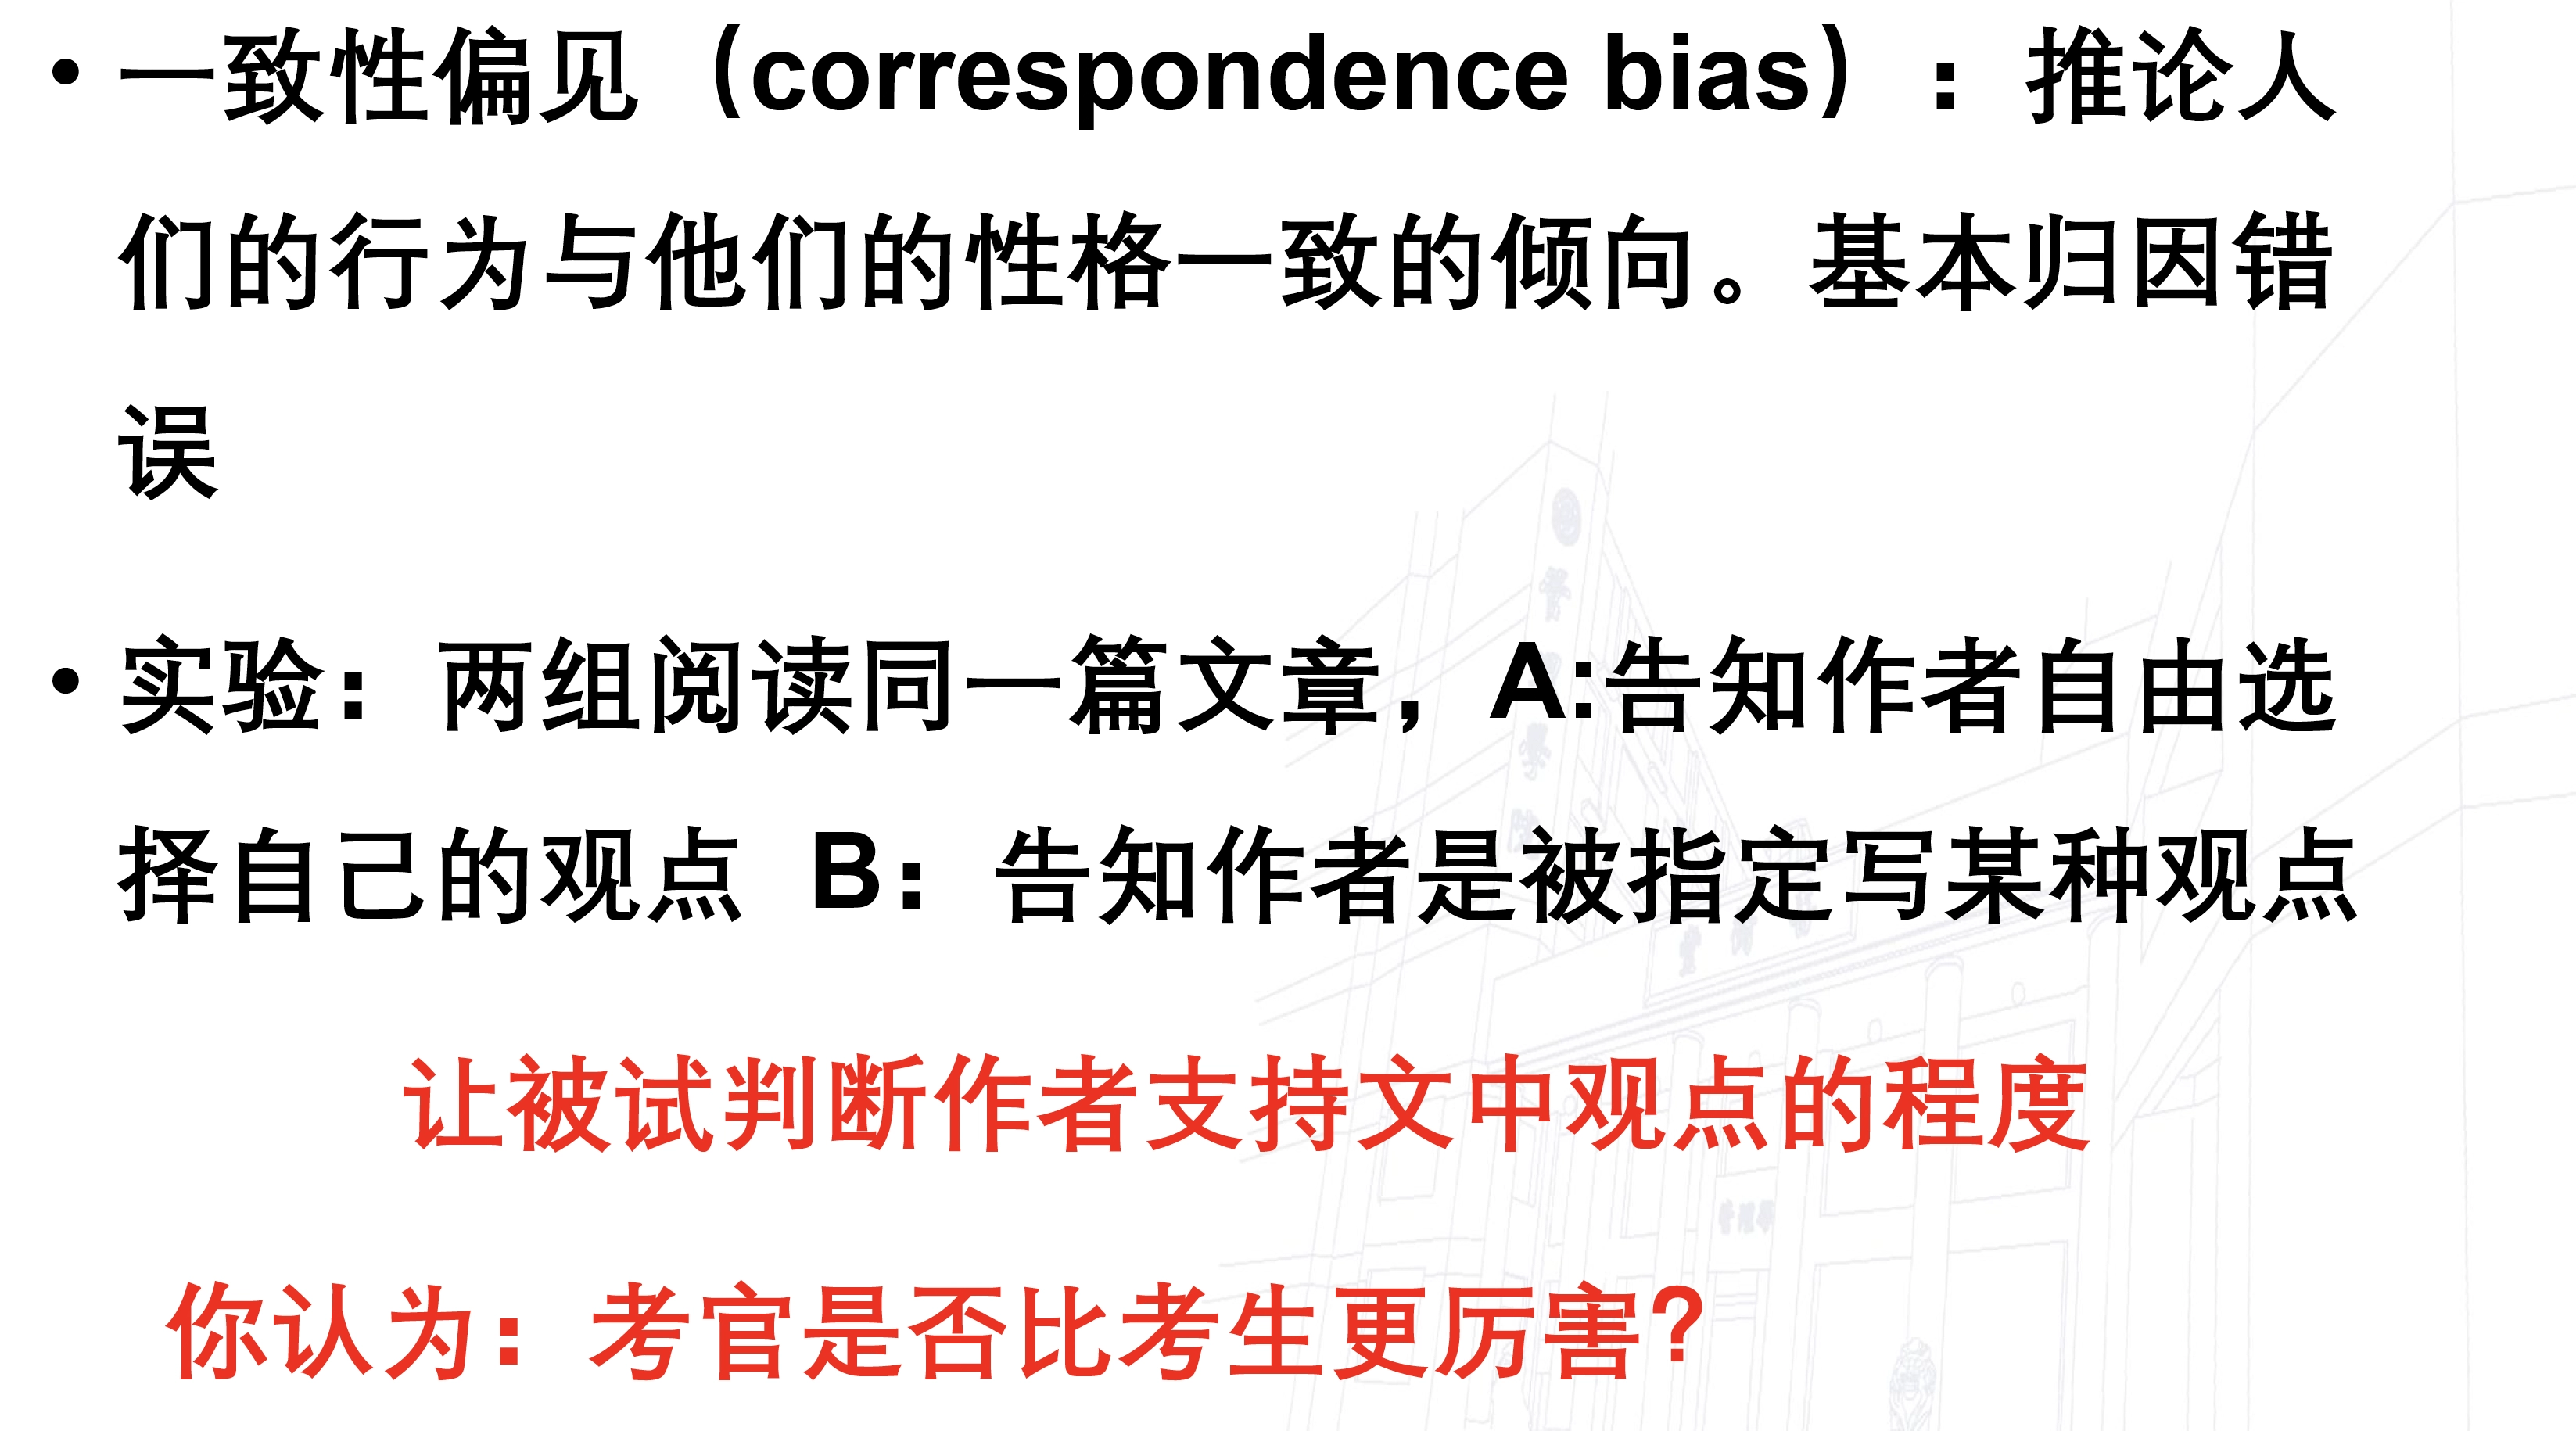 • 一致性偏见（correspondence bias）：推论人
们的行为与他们的性格一致的倾向。基本归因错
误
• 实验：两组阅读同一篇文章，A:告知作者自由选
择自己的观点 B：告知作者是被指定写某种观点
让被试判断作者支持文中观点的程度
你认为：考官是否比考生更厉害?